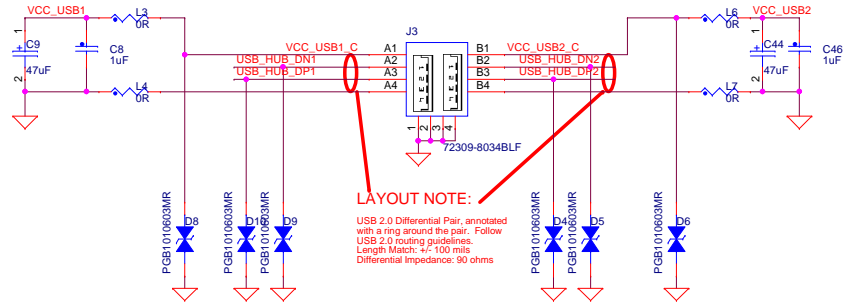 VCC_USB1
L3
0R
L6
0R
VCC_USB2
J3
1
C9
47uF
2
C8
1uF
VCC_USB1_C
A1
B1
VCC_USB2_C
USB_HUB_DN1
A2
B2
USB_HUB_DN2
USB_HUB_DP1
A3
B3
USB_HUB_DP2
A4
B4
1
C44
47uF
2
C46
1uF
L4
0R
L7
0R
1
2
3
4
72309-8034BLF
LAYOUT NOTE:
USB 2.0 Differential Pair, annotated
with a ring around the pair. Follow
USB 2.0 routing guidelines.
Length Match: +/- 100 mils
Differential Impedance: 90 ohms
PGB1010603MR
D8
PGB1010603MR
D10
PGB1010603MR
D9
PGB1010603MR
D4
PGB1010603MR
D5
PGB1010603MR
D6